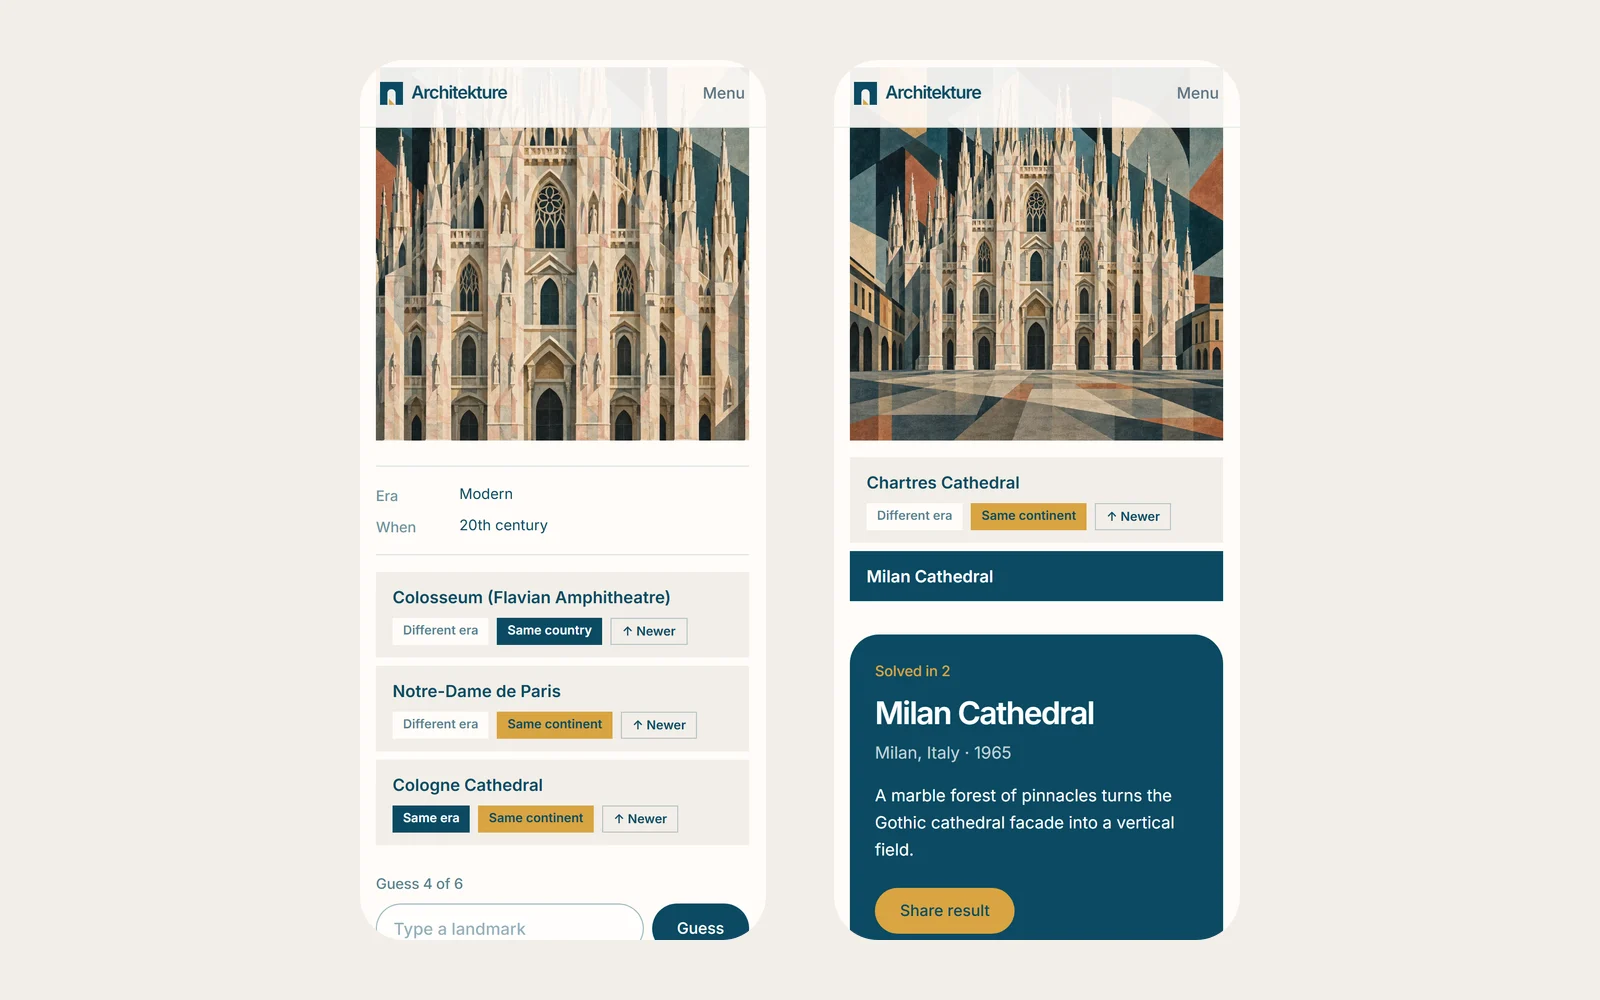 Architekture
Menu
Era
Modern
When
20th century
Colosseum (Flavian Amphitheatre)
Different era
Same country
↑ Newer
Notre-Dame de Paris
Different era
Same continent
↑ Newer
Cologne Cathedral
Same era
Same continent
↑ Newer
Guess 4 of 6
Type a landmark
Guess
Architekture
Menu
Chartres Cathedral
Different era
Same continent
↑ Newer
Milan Cathedral
Solved in 2
Milan Cathedral
Milan, Italy · 1965
A marble forest of pinnacles turns the
Gothic cathedral facade into a vertical
field.
Share result